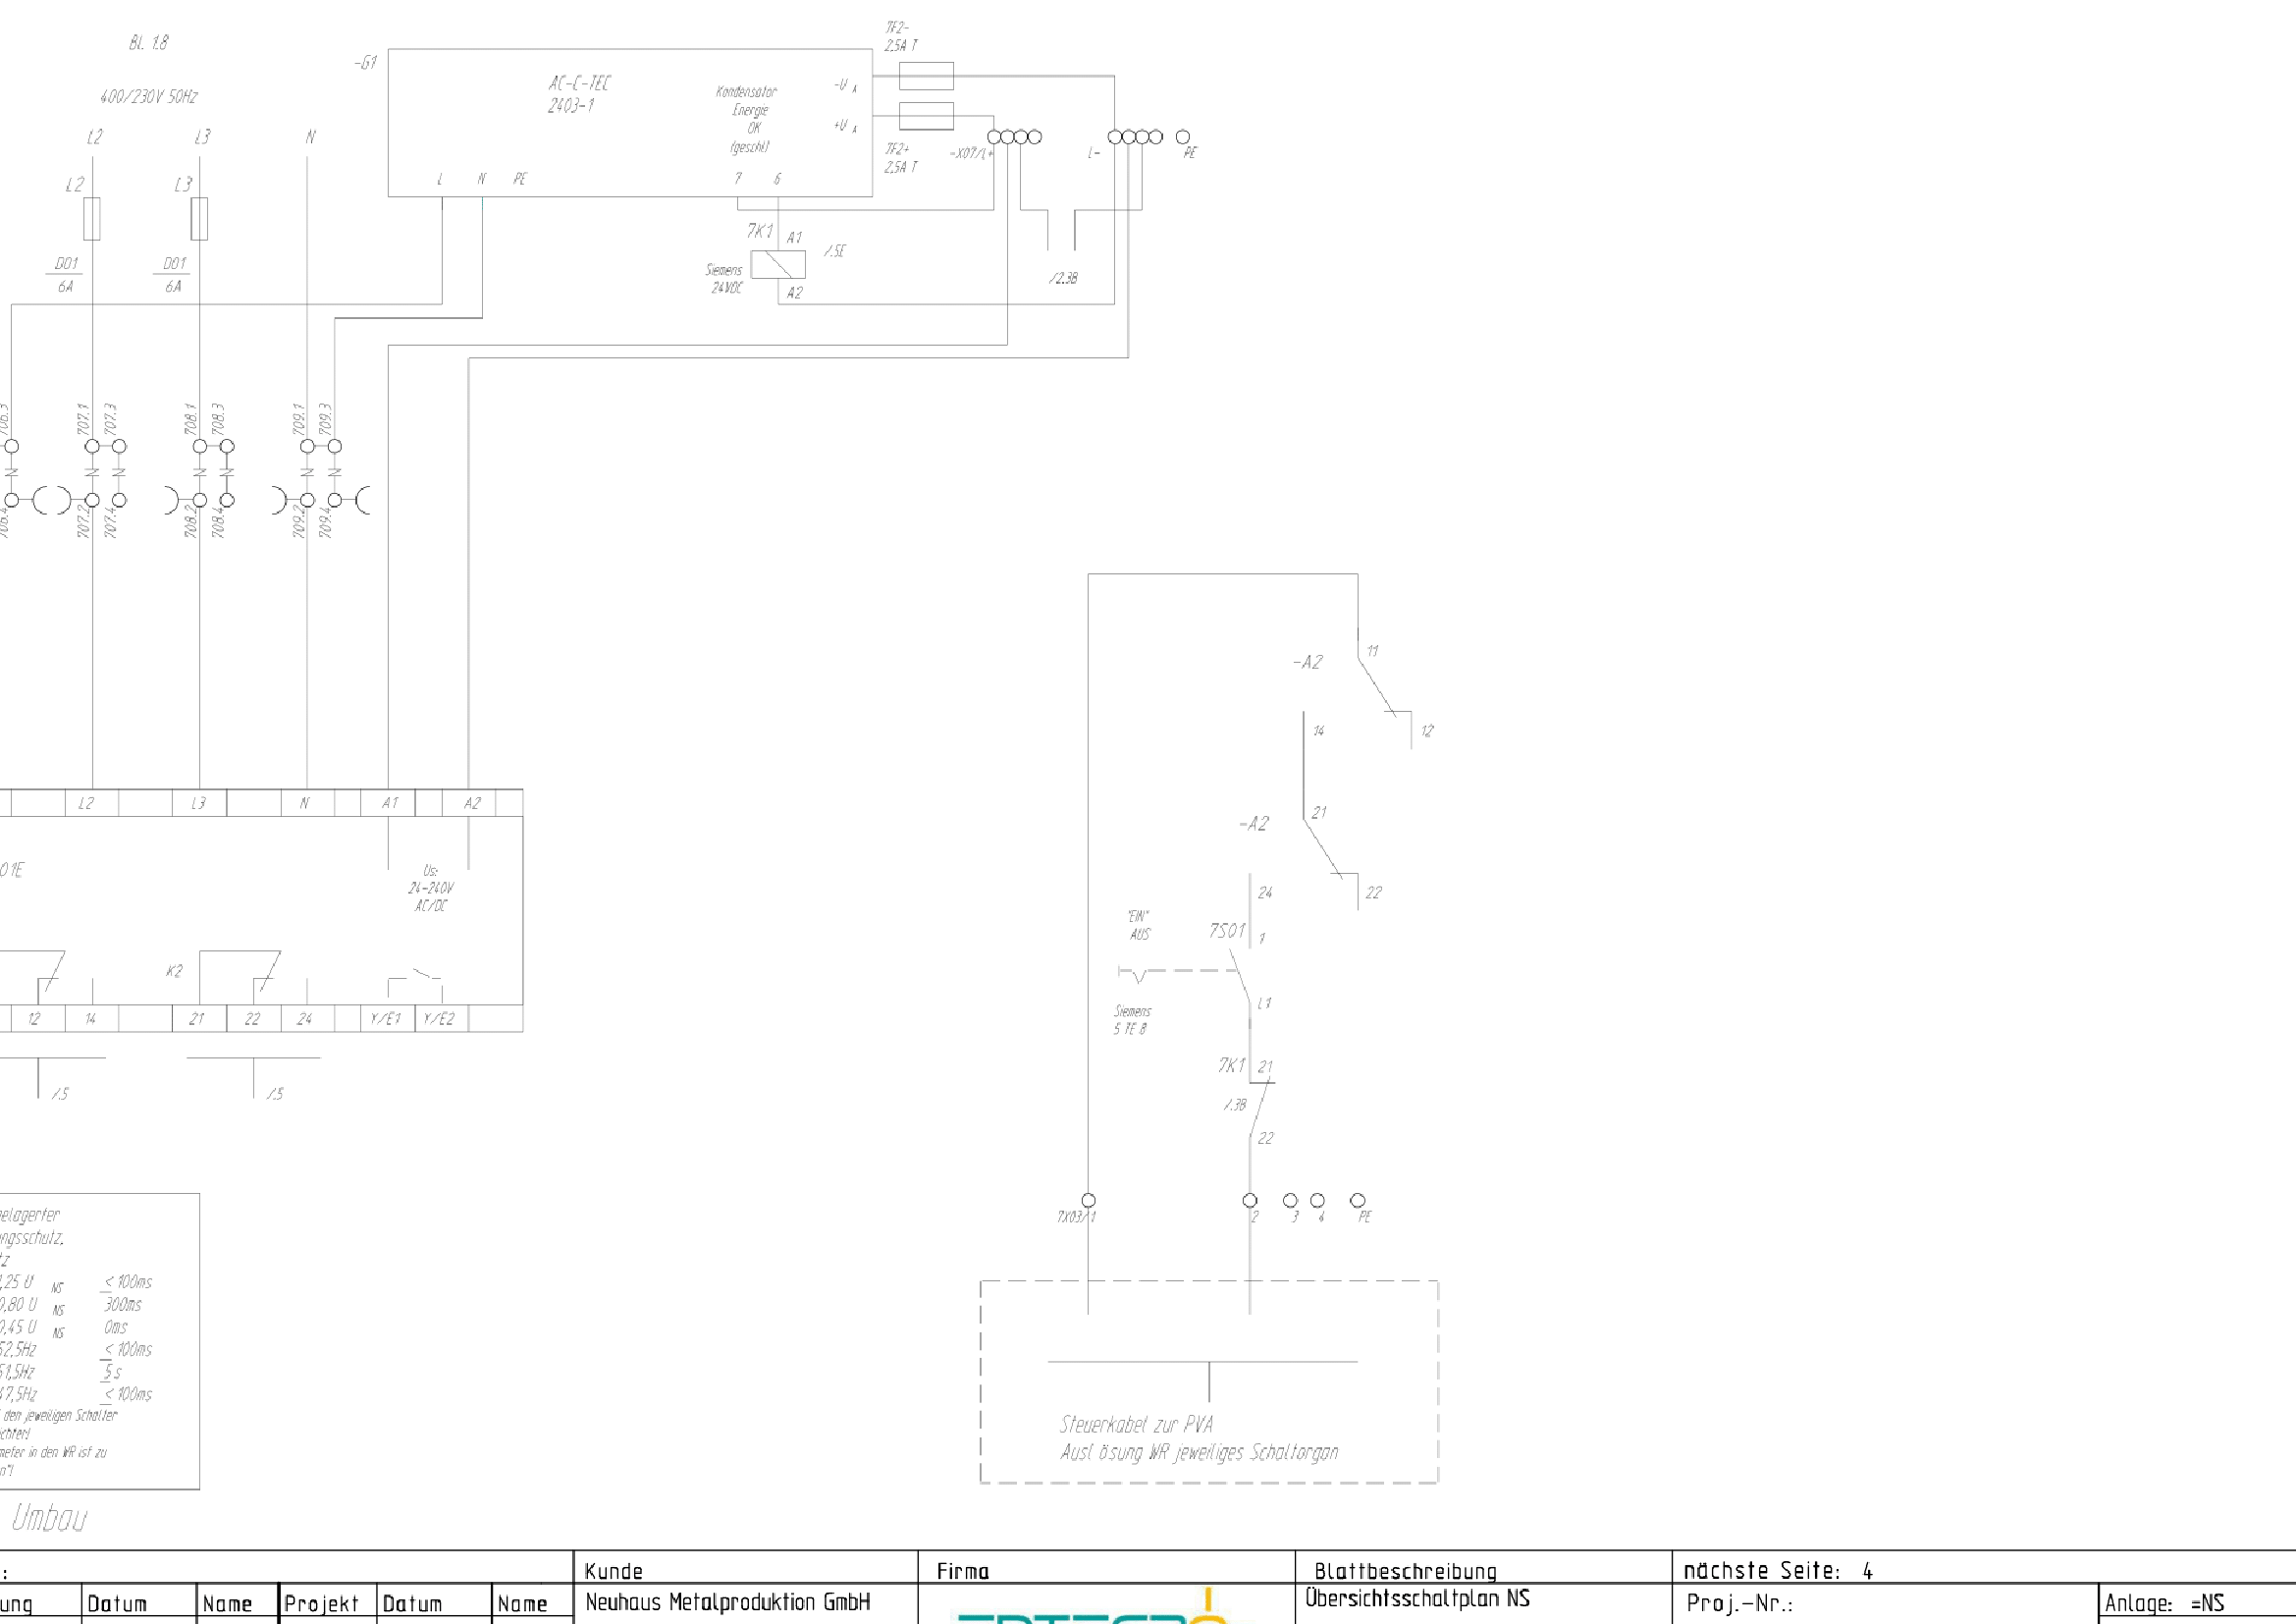 BL 1.8
400/230V 50Hz
L2
L3
N
L2
L3
D01
6A
D01
6A
-G1
AC-C-TEC
2403-1
Kondensator
Energie
OK
(geschl.)
-U A
+U A
L
N
PE
7
6
7F2-
2,5A T
7F2+
2,5A T
-X07/L+
L-
PE
7K1
A1
/.5E
Siemens
24VDC
A2
/2.3B
706.3
707.1
707.3
708.1
708.3
709.1
709.3
706.4
707.2
707.4
708.2
708.4
709.2
709.4
L2
L3
N
A1
A2
01E
Us:
24-240V
AC/DC
K2
12
14
21
22
24
Y/E1
Y/E2
/.5
/.5
-A2
11
14
12
-A2
21
24
22
"EIN"
AUS
7S01
1
L1
Siemens
5 TE 8
7K1
21
/.3B
22
7X03/1
2
3
4
PE
Steuerkabel zur PVA
Ausl ösung WR jeweiliges Schaltorgan
elagerter
ngsschutz,
tz
,25 U NS < 100ms
0,80 U NS 300ms
0,45 U NS 0ms
52,5Hz < 100ms
51,5Hz 5 s
47,5Hz < 100ms
den jeweiligen Schalter
chter!
meter in den WR ist zu
n"!
Umbau
:
ung
Datum
Name
Projekt
Datum
Name
Kunde
Neuhaus Metalproduktion GmbH
Firma
Blattbeschreibung
Übersichtsschaltplan NS
nächste Seite: 4
Proj.-Nr.:
Anlage: =NS